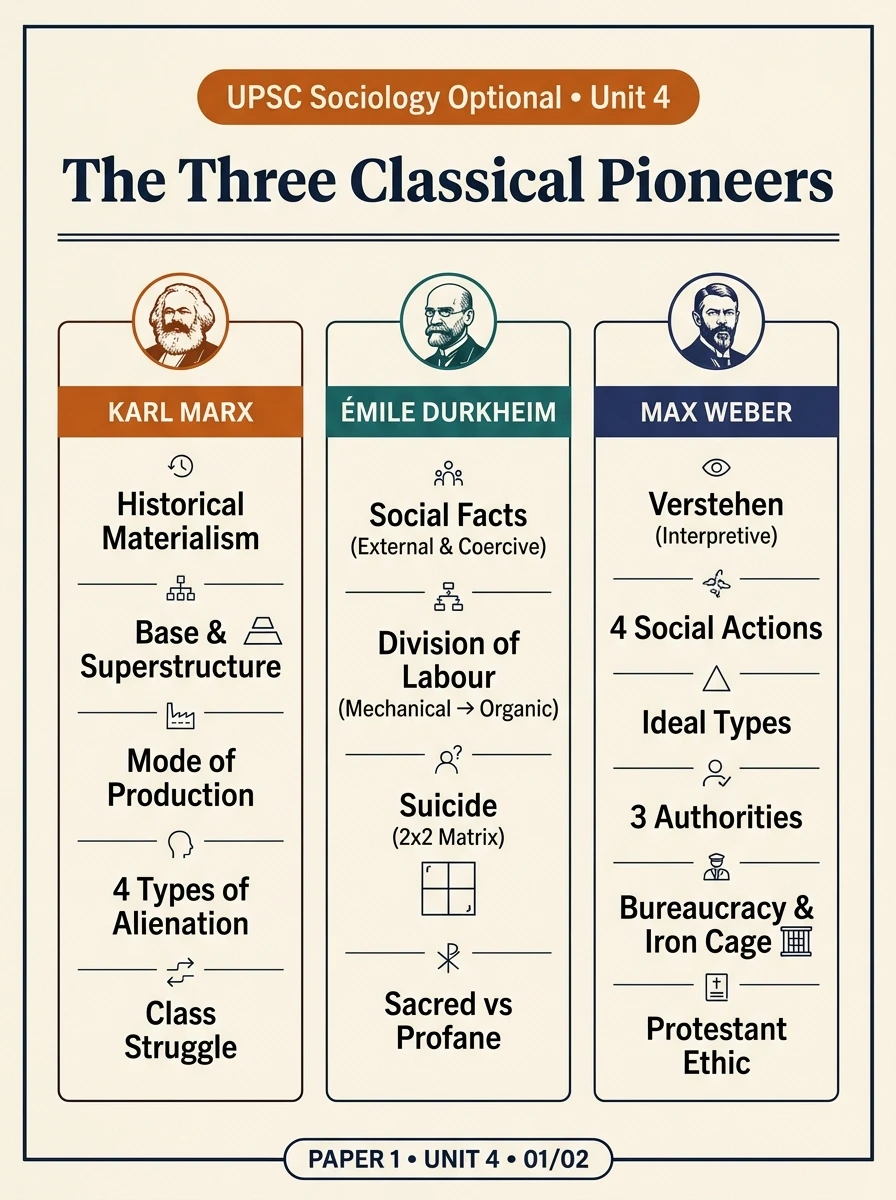 UPSC Sociology Optional • Unit 4
The Three Classical Pioneers
KARL MARX
Historical
Materialism
Base &
Superstructure
Mode of
Production
4 Types of
Alienation
Class
Struggle
ÉMILE DURKHEIM
Social Facts
(External & Coercive)
Division of
Labour
(Mechanical → Organic)
Suicide
(2x2 Matrix)
Sacred vs
Profane
MAX WEBER
Verstehen
(Interpretive)
4 Social Actions
Ideal Types
3 Authorities
Bureaucracy &
Iron Cage
Protestant
Ethic
PAPER 1 • UNIT 4 • 01/02